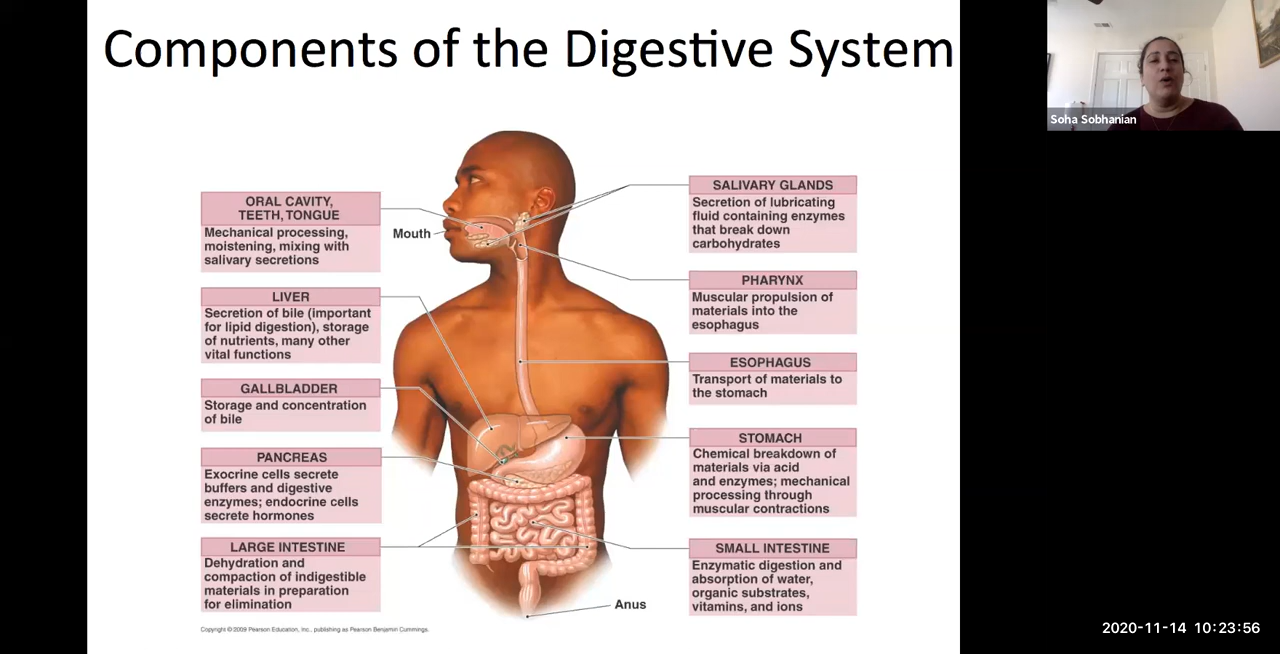 Components of the Digestive System
Soha Sobhanian
ORAL CAVITY,
TEETH, TONGUE
Mechanical processing,
moistening, mixing with
salivary secretions
Mouth
SALIVARY GLANDS
Secretion of lubricating
fluid containing enzymes
that break down
carbohydrates
LIVER
Secretion of bile (important
for lipid digestion), storage
of nutrients, many other
vital functions
PHARYNX
Muscular propulsion of
materials into the
esophagus
GALLBLADDER
Storage and concentration
of bile
ESOPHAGUS
Transport of materials to
the stomach
PANCREAS
Exocrine cells secrete
buffers and digestive
enzymes; endocrine cells
secrete hormones
STOMACH
Chemical breakdown of
materials via acid
and enzymes; mechanical
processing through
muscular contractions
LARGE INTESTINE
Dehydration and
compaction of indigestible
materials in preparation
for elimination
SMALL INTESTINE
Enzymatic digestion and
absorption of water,
organic substrates,
vitamins, and ions
Anus
Copyright © 2009 Pearson Education, Inc., publishing as Pearson Benjamin Cummings.
2020-11-14 10:23:56